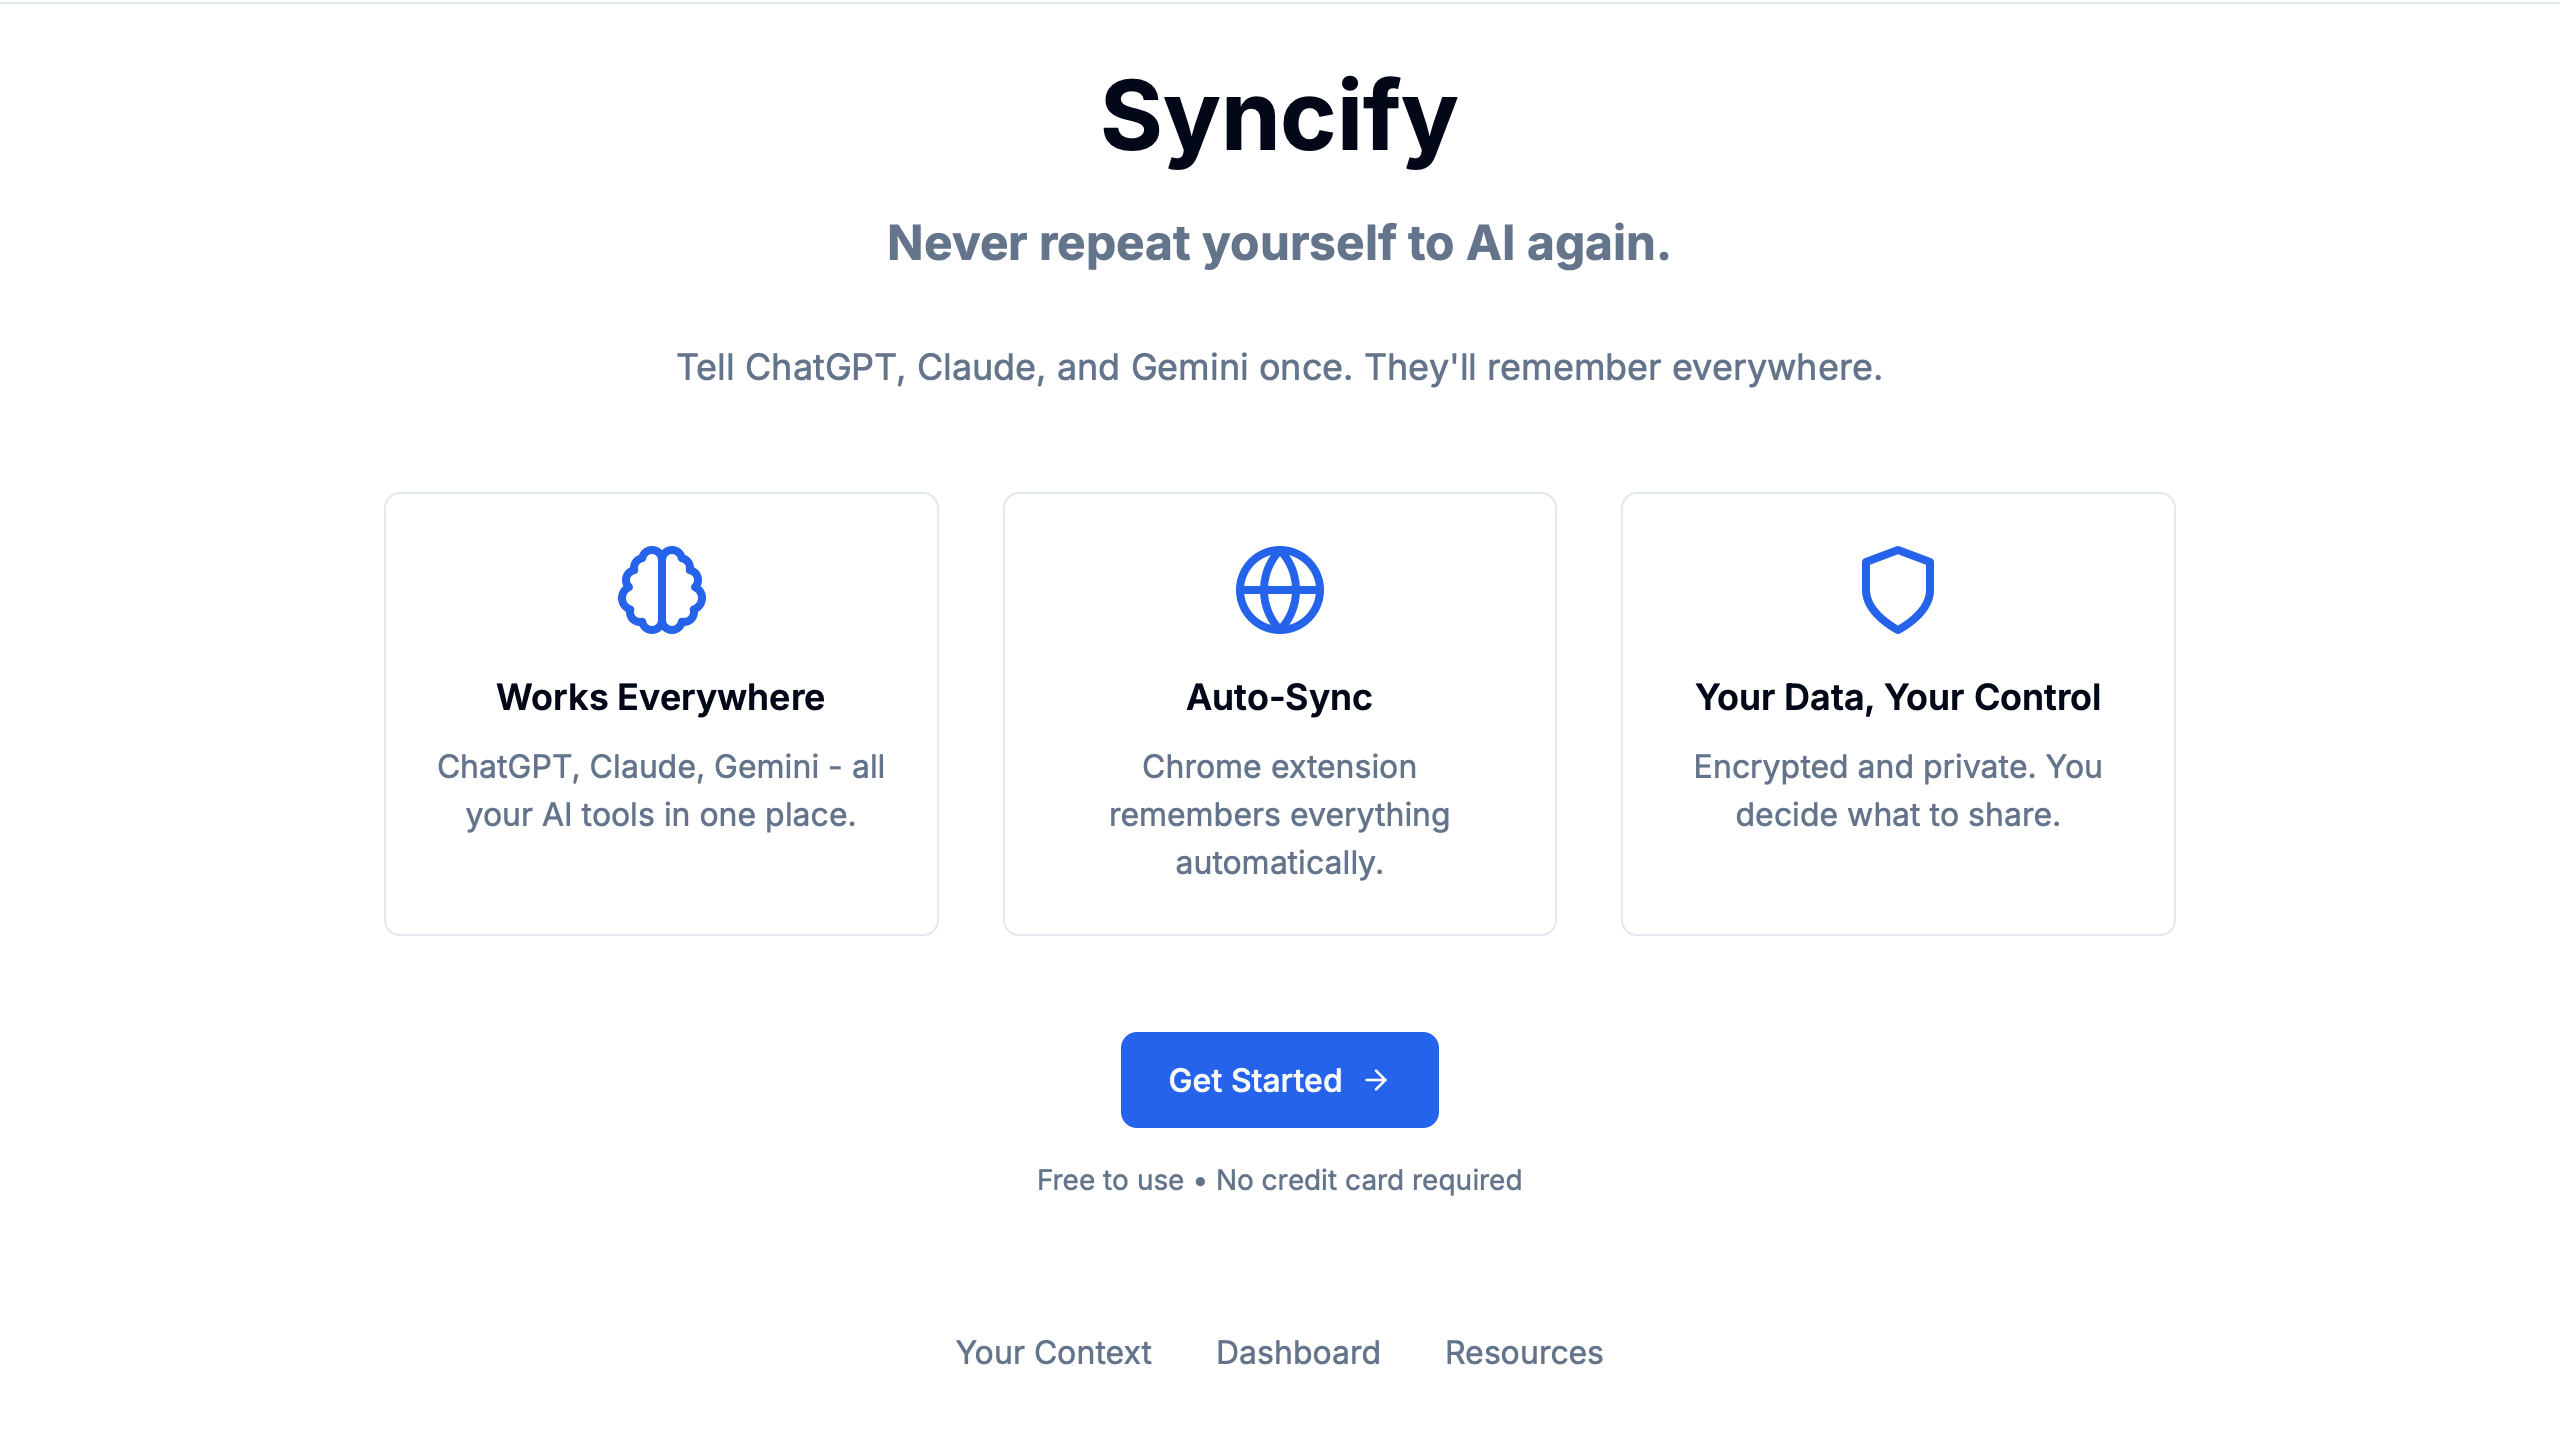 Syncify
Never repeat yourself to AI again.
Tell ChatGPT, Claude, and Gemini once. They'll remember everywhere.
Works Everywhere
ChatGPT, Claude, Gemini - all
your AI tools in one place.
Auto-Sync
Chrome extension
remembers everything
automatically.
Your Data, Your Control
Encrypted and private. You
decide what to share.
Get Started →
Free to use • No credit card required
Your Context Dashboard Resources